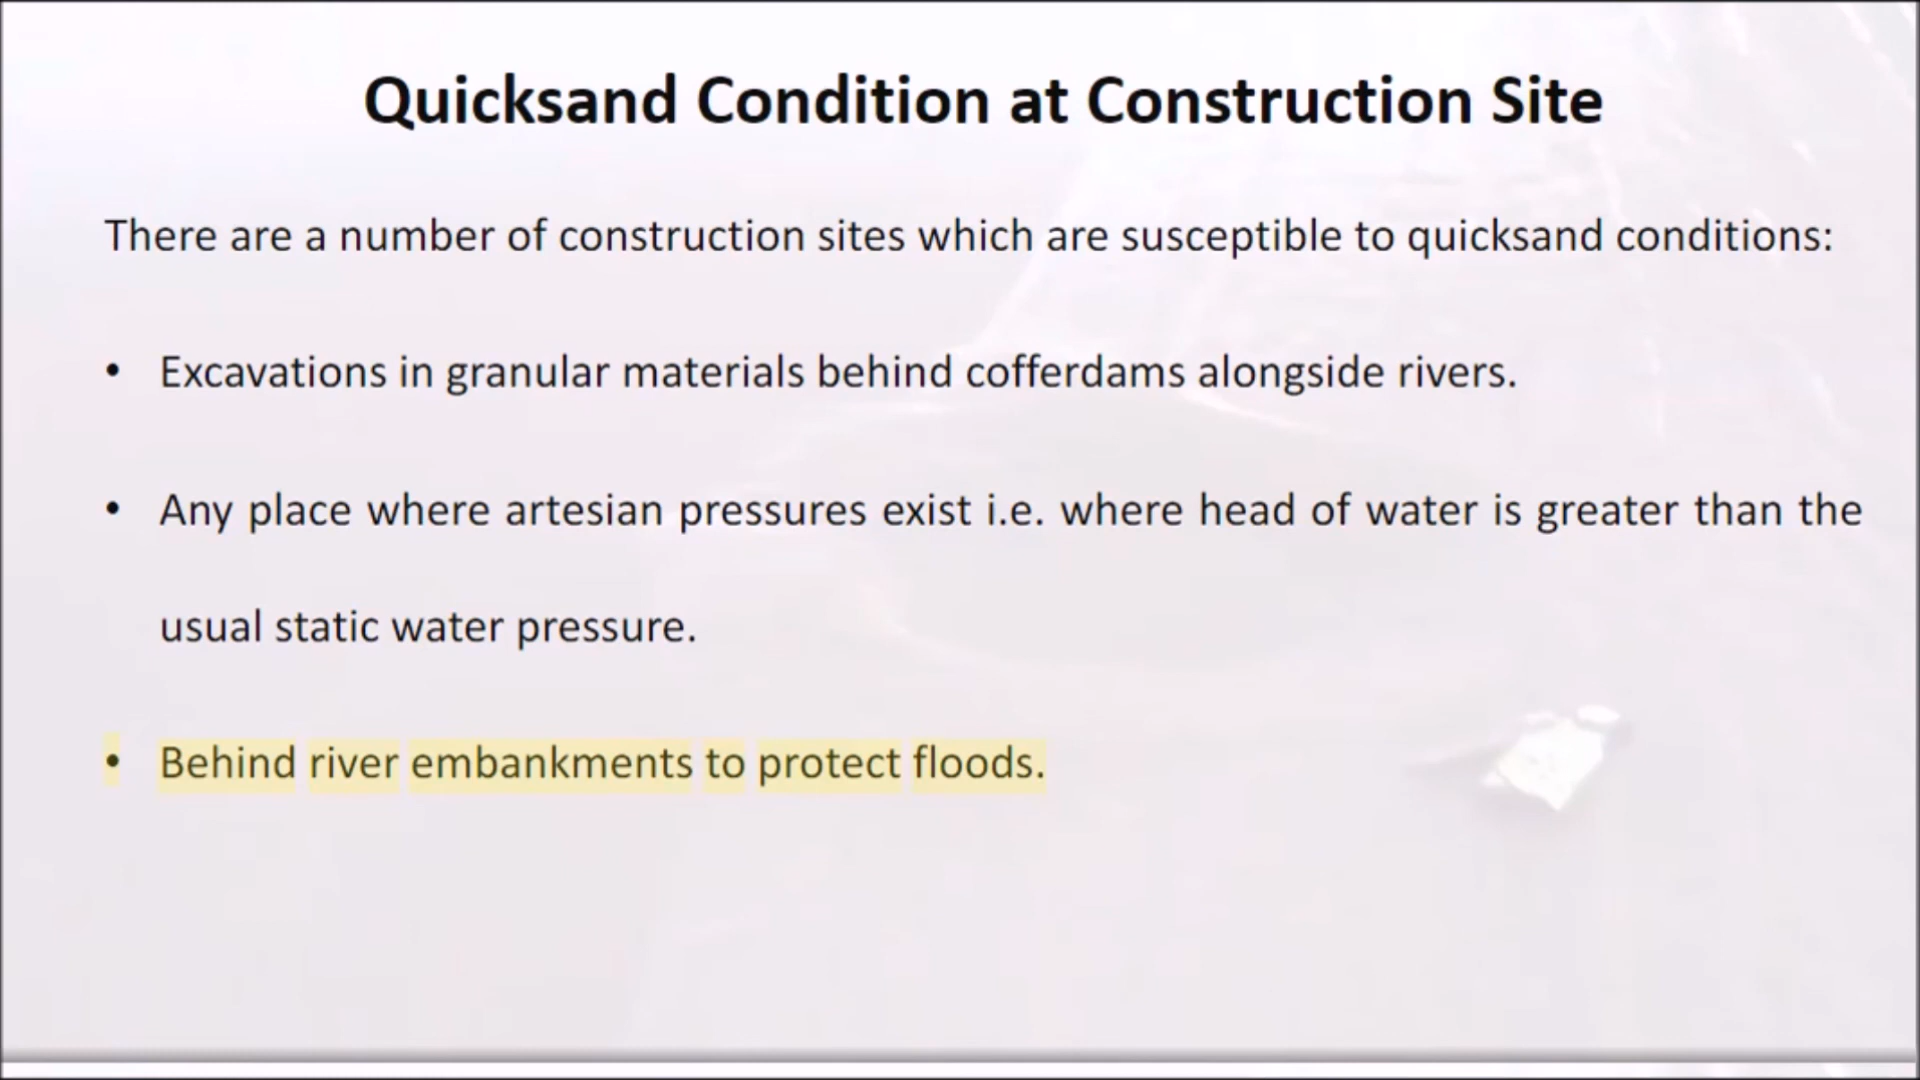 Quicksand Condition at Construction Site
There are a number of construction sites which are susceptible to quicksand conditions:
• Excavations in granular materials behind cofferdams alongside rivers.
• Any place where artesian pressures exist i.e. where head of water is greater than the
usual static water pressure.
• Behind river embankments to protect floods.